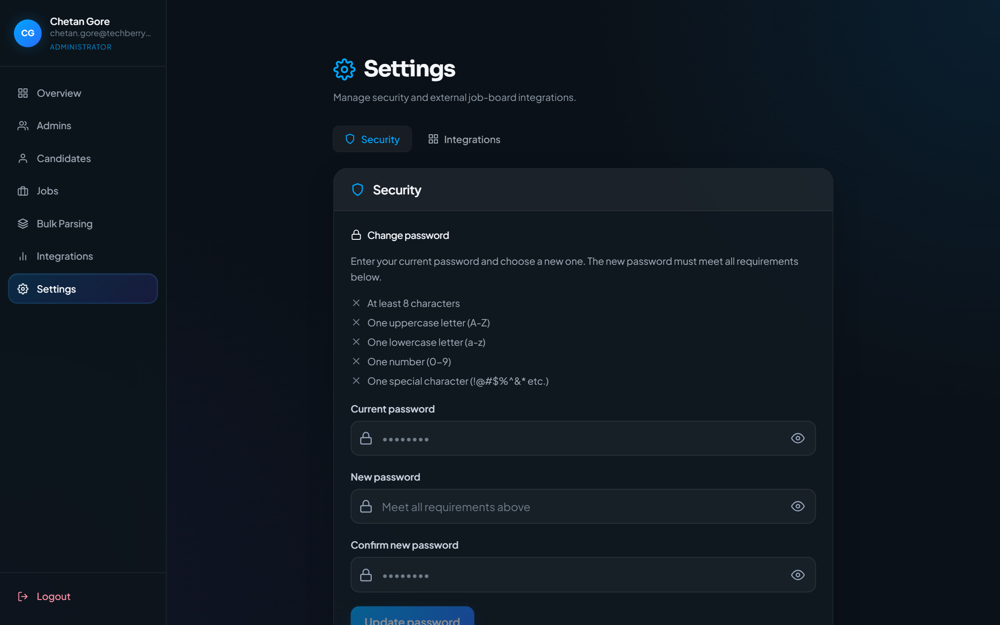 CG
Chetan Gore
chetan.gore@techberry...
ADMINISTRATOR
Overview
Admins
Candidates
Jobs
Bulk Parsing
Integrations
Settings
Logout
Settings
Manage security and external job-board integrations.
Security
Integrations
Security
Change password
Enter your current password and choose a new one. The new password must meet all requirements
below.
At least 8 characters
One uppercase letter (A-Z)
One lowercase letter (a-z)
One number (0-9)
One special character (!@#$%^&* etc.)
Current password
••••••••
New password
Meet all requirements above
Confirm new password
••••••••
Update password